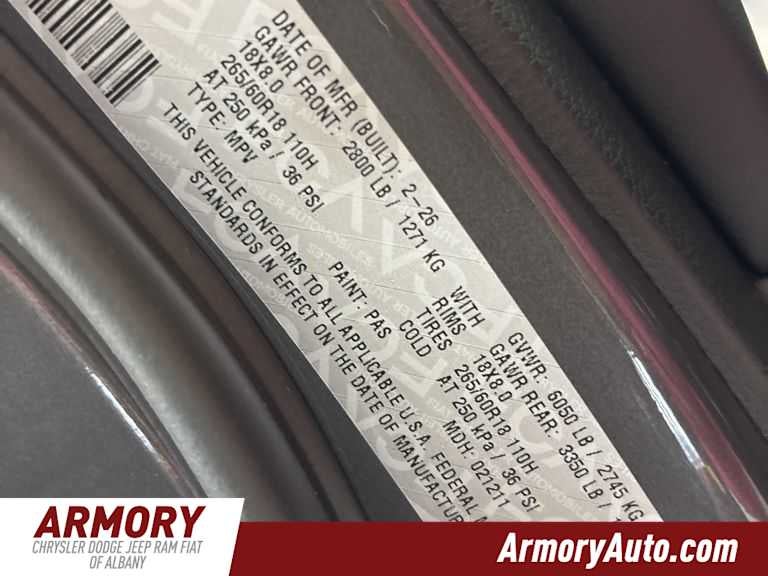 DATE OF MFR (BUILT): 2-26 GVWR: 6050 LB / 2745 KG
GAWR FRONT: 2800 LB / 1271 KG WITH GAWR REAR: 3350 LB /
18X8.0 RIMS 18X8.0
265/60R18 110H TIRES 265/60R18 110H
AT 250 kPa / 36 PSI COLD AT 250 kPa / 36 PSI
TYPE: MPV PAINT: PAS MDH: 021211
THIS VEHICLE CONFORMS TO ALL APPLICABLE U.S.A. FEDERAL
STANDARDS IN EFFECT ON THE DATE OF MANUFACTUR
ARMORY
CHRYSLER DODGE JEEP RAM FIAT
OF ALBANY
ArmoryAuto.com